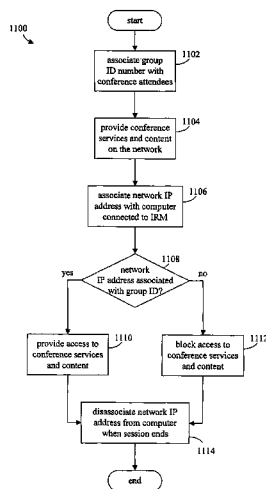 1100
start
associate group
ID number with
conference attendees
1102
provide conference
services and content
on the network
1104
associate network IP
address with computer
connected to IRM
1106
network
IP address associated
with group ID?
1108
yes
no
provide access to
conference services
and content
1110
block access to
conference services
and content
1112
disassociate network IP
address from computer
when session ends
1114
end